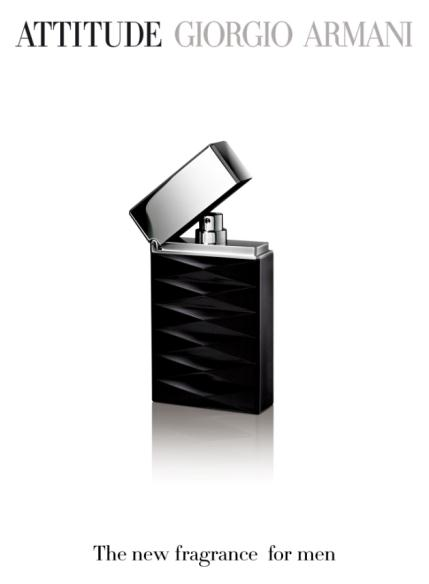 ATTITUDE GIORGIO ARMANI
The new fragrance for men